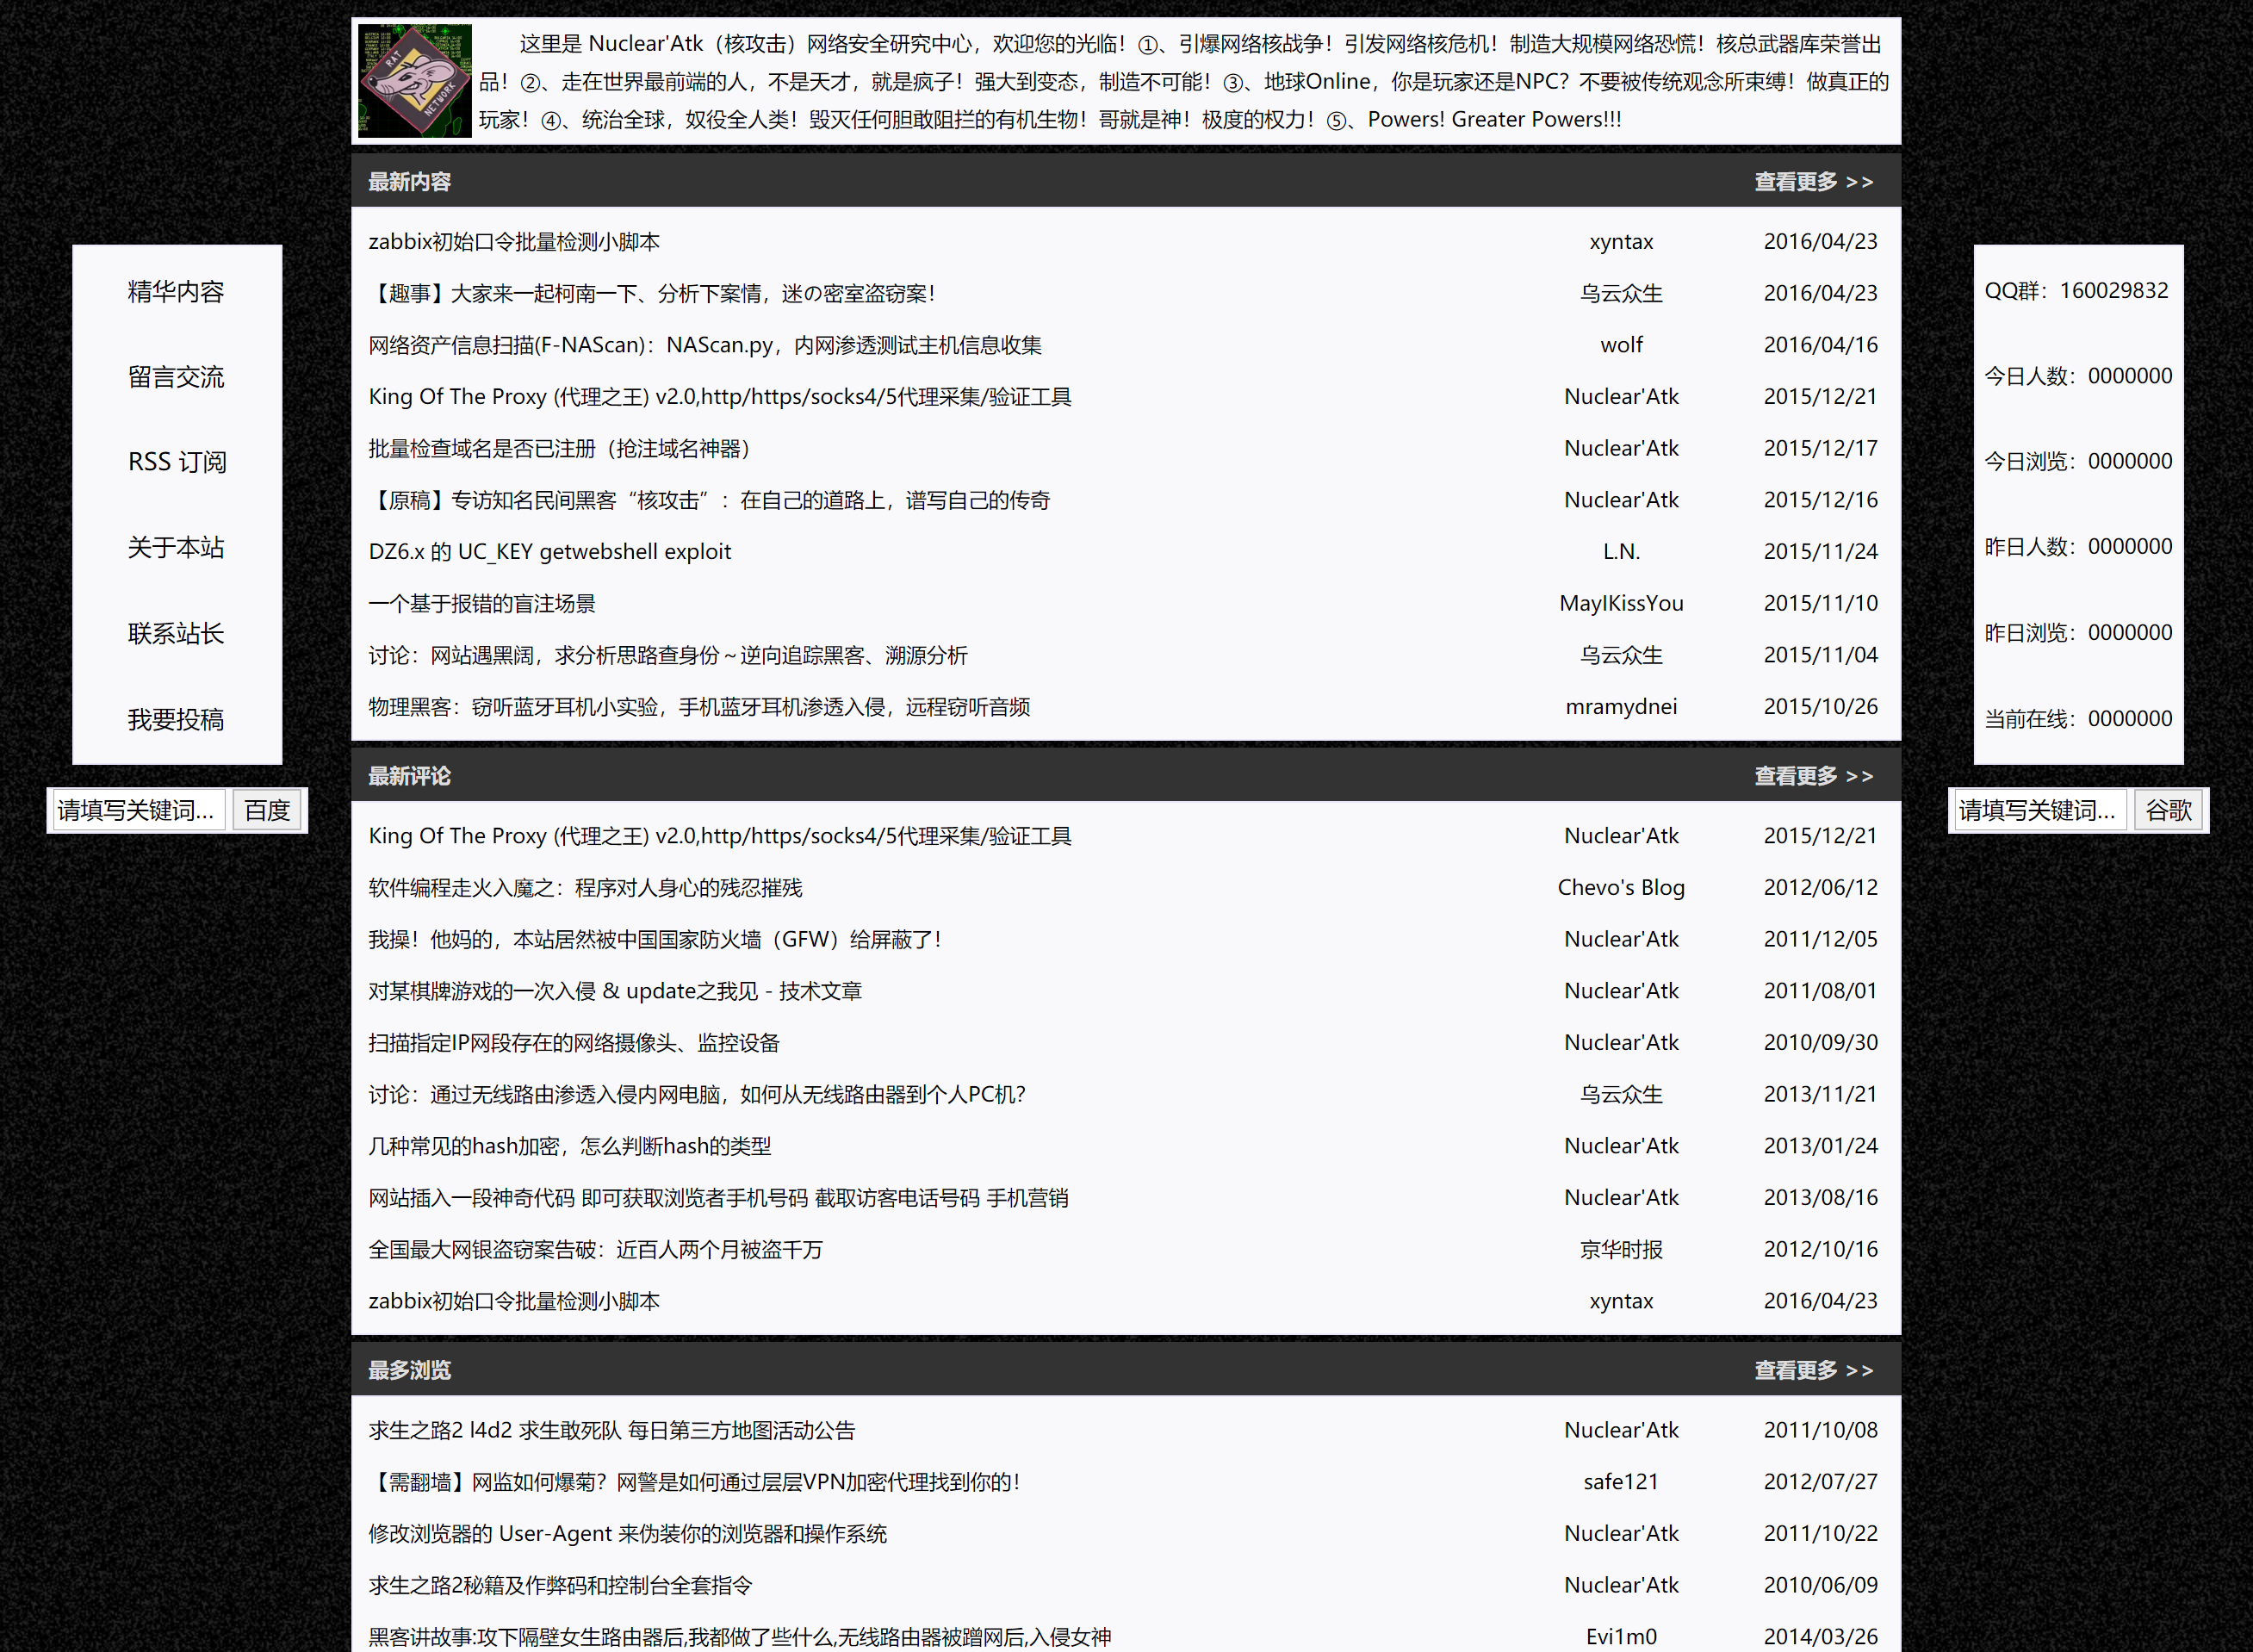 这里是 Nuclear'Atk（核攻击）网络安全研究中心，欢迎您的光临！①、引爆网络核战争！引发网络核危机！制造大规模网络恐慌！核总武器库荣誉出
品！②、走在世界最前端的人，不是天才，就是疯子！强大到变态，制造不可能！③、地球Online，你是玩家还是NPC？不要被传统观念所束缚！做真正的
玩家！④、统治全球，奴役全人类！毁灭任何胆敢阻拦的有机生物！哥就是神！极度的权力！⑤、Powers! Greater Powers!!!
RAT
NETWORK
精华内容
留言交流
RSS 订阅
关于本站
联系站长
我要投稿
请填写关键词... 百度
最新内容 查看更多 >>
zabbix初始口令批量检测小脚本 xyntax 2016/04/23
【趣事】大家来一起柯南一下、分析下案情，迷の密室盗窃案！ 乌云众生 2016/04/23
网络资产信息扫描(F-NAScan)：NAScan.py，内网渗透测试主机信息收集 wolf 2016/04/16
King Of The Proxy (代理之王) v2.0,http/https/socks4/5代理采集/验证工具 Nuclear'Atk 2015/12/21
批量检查域名是否已注册（抢注域名神器） Nuclear'Atk 2015/12/17
【原稿】专访知名民间黑客“核攻击”：在自己的道路上，谱写自己的传奇 Nuclear'Atk 2015/12/16
DZ6.x 的 UC_KEY getwebshell exploit L.N. 2015/11/24
一个基于报错的盲注场景 MayIKissYou 2015/11/10
讨论：网站遇黑阔，求分析思路查身份～逆向追踪黑客、溯源分析 乌云众生 2015/11/04
物理黑客：窃听蓝牙耳机小实验，手机蓝牙耳机渗透入侵，远程窃听音频 mramydnei 2015/10/26
最新评论 查看更多 >>
King Of The Proxy (代理之王) v2.0,http/https/socks4/5代理采集/验证工具 Nuclear'Atk 2015/12/21
软件编程走火入魔之：程序对人身心的残忍摧残 Chevo's Blog 2012/06/12
我操！他妈的，本站居然被中国国家防火墙（GFW）给屏蔽了！ Nuclear'Atk 2011/12/05
对某棋牌游戏的一次入侵 & update之我见 - 技术文章 Nuclear'Atk 2011/08/01
扫描指定IP网段存在的网络摄像头、监控设备 Nuclear'Atk 2010/09/30
讨论：通过无线路由渗透入侵内网电脑，如何从无线路由器到个人PC机？ 乌云众生 2013/11/21
几种常见的hash加密，怎么判断hash的类型 Nuclear'Atk 2013/01/24
网站插入一段神奇代码 即可获取浏览者手机号码 截取访客电话号码 手机营销 Nuclear'Atk 2013/08/16
全国最大网银盗窃案告破：近百人两个月被盗千万 京华时报 2012/10/16
zabbix初始口令批量检测小脚本 xyntax 2016/04/23
最多浏览 查看更多 >>
求生之路2 l4d2 求生敢死队 每日第三方地图活动公告 Nuclear'Atk 2011/10/08
【需翻墙】网监如何爆菊？网警是如何通过层层VPN加密代理找到你的！ safe121 2012/07/27
修改浏览器的 User-Agent 来伪装你的浏览器和操作系统 Nuclear'Atk 2011/10/22
求生之路2秘籍及作弊码和控制台全套指令 Nuclear'Atk 2010/06/09
黑客讲故事:攻下隔壁女生路由器后,我都做了些什么,无线路由器被蹭网后,入侵女神 Evi1m0 2014/03/26
QQ群：160029832
今日人数：0000000
今日浏览：0000000
昨日人数：0000000
昨日浏览：0000000
当前在线：0000000
请填写关键词... 谷歌